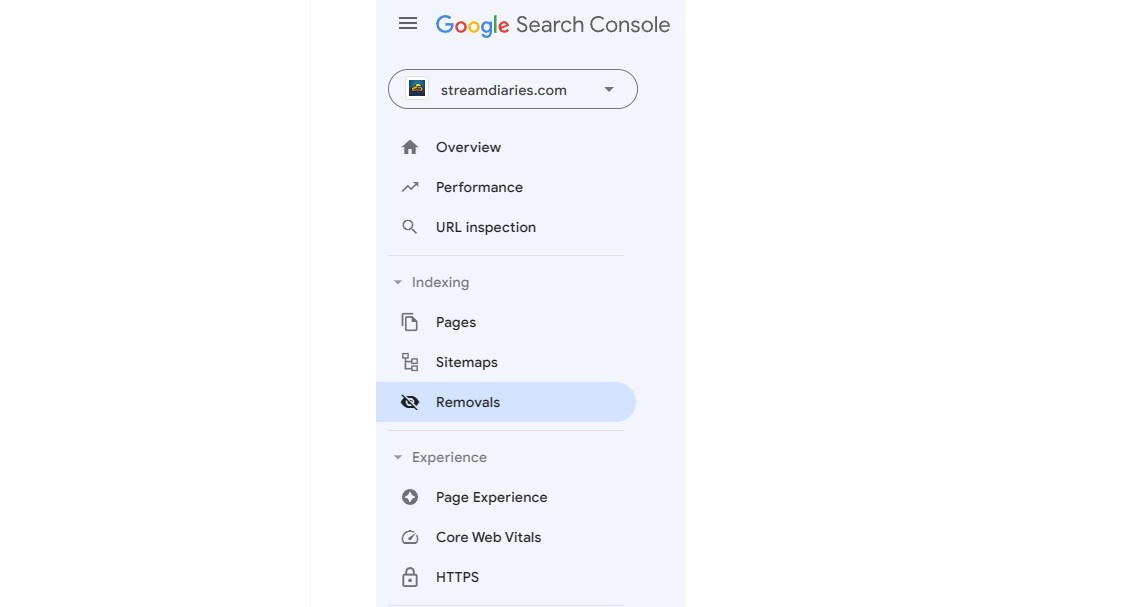 Google Search Console
streamdiaries.com
Overview
Performance
URL inspection
Indexing
Pages
Sitemaps
Removals
Experience
Page Experience
Core Web Vitals
HTTPS